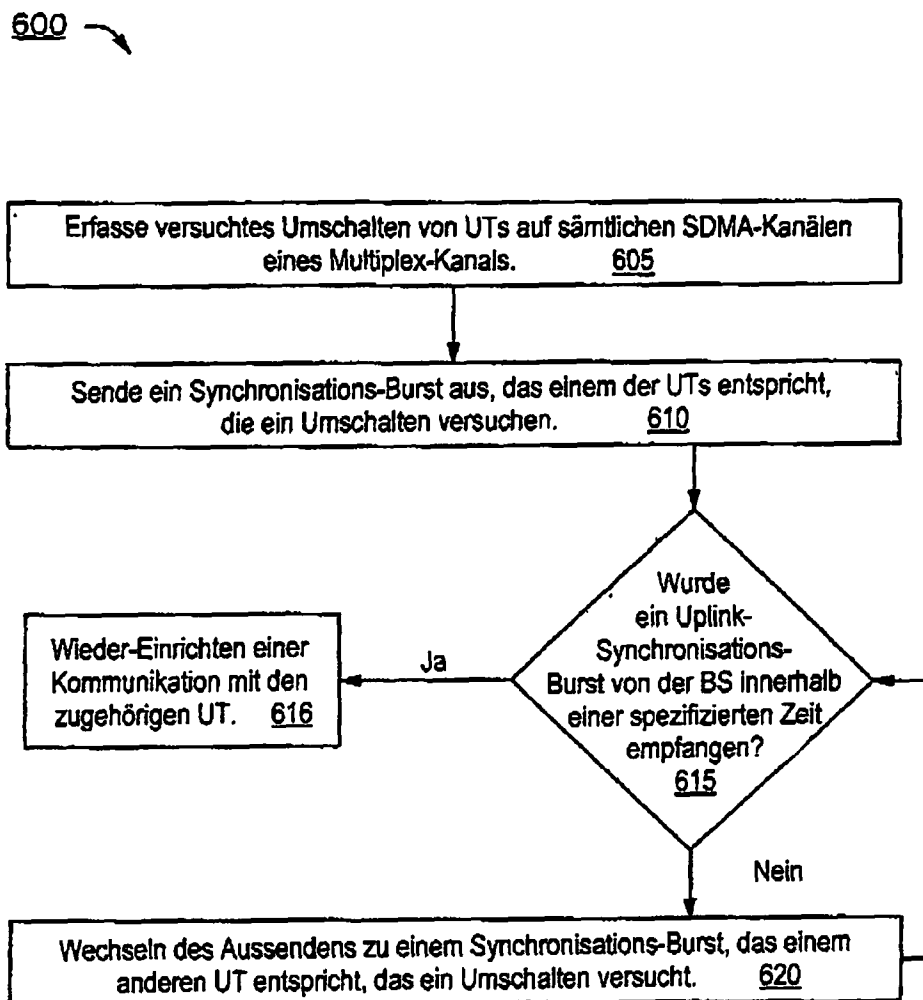 600
Erfasse versuchtes Umschalten von UTs auf sämtlichen SDMA-Kanälen
eines Multiplex-Kanals. 605
Sende ein Synchronisations-Burst aus, das einem der UTs entspricht,
die ein Umschalten versuchen. 610
Wurde
ein Uplink-
Synchronisations-
Burst von der BS innerhalb
einer spezifizierten Zeit
empfangen?
615
Ja
Wieder-Einrichten einer
Kommunikation mit den
zugehörigen UT. 616
Nein
Wechseln des Aussendens zu einem Synchronisations-Burst, das einem
anderen UT entspricht, das ein Umschalten versucht. 620